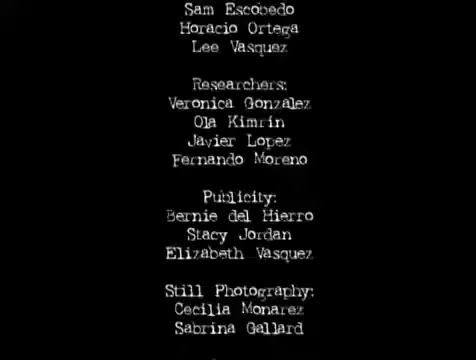 Sam Escobedo
Horacio Ortega
Lee Vasquez
Researchers:
Veronica Gonzalez
Ola Kimrin
Javier Lopez
Fernando Moreno
Publicity:
Bernie del Hierro
Stacy Jordan
Elizabeth Vasquez
Still Photography:
Cecilia Monarez
Sabrina Gallard